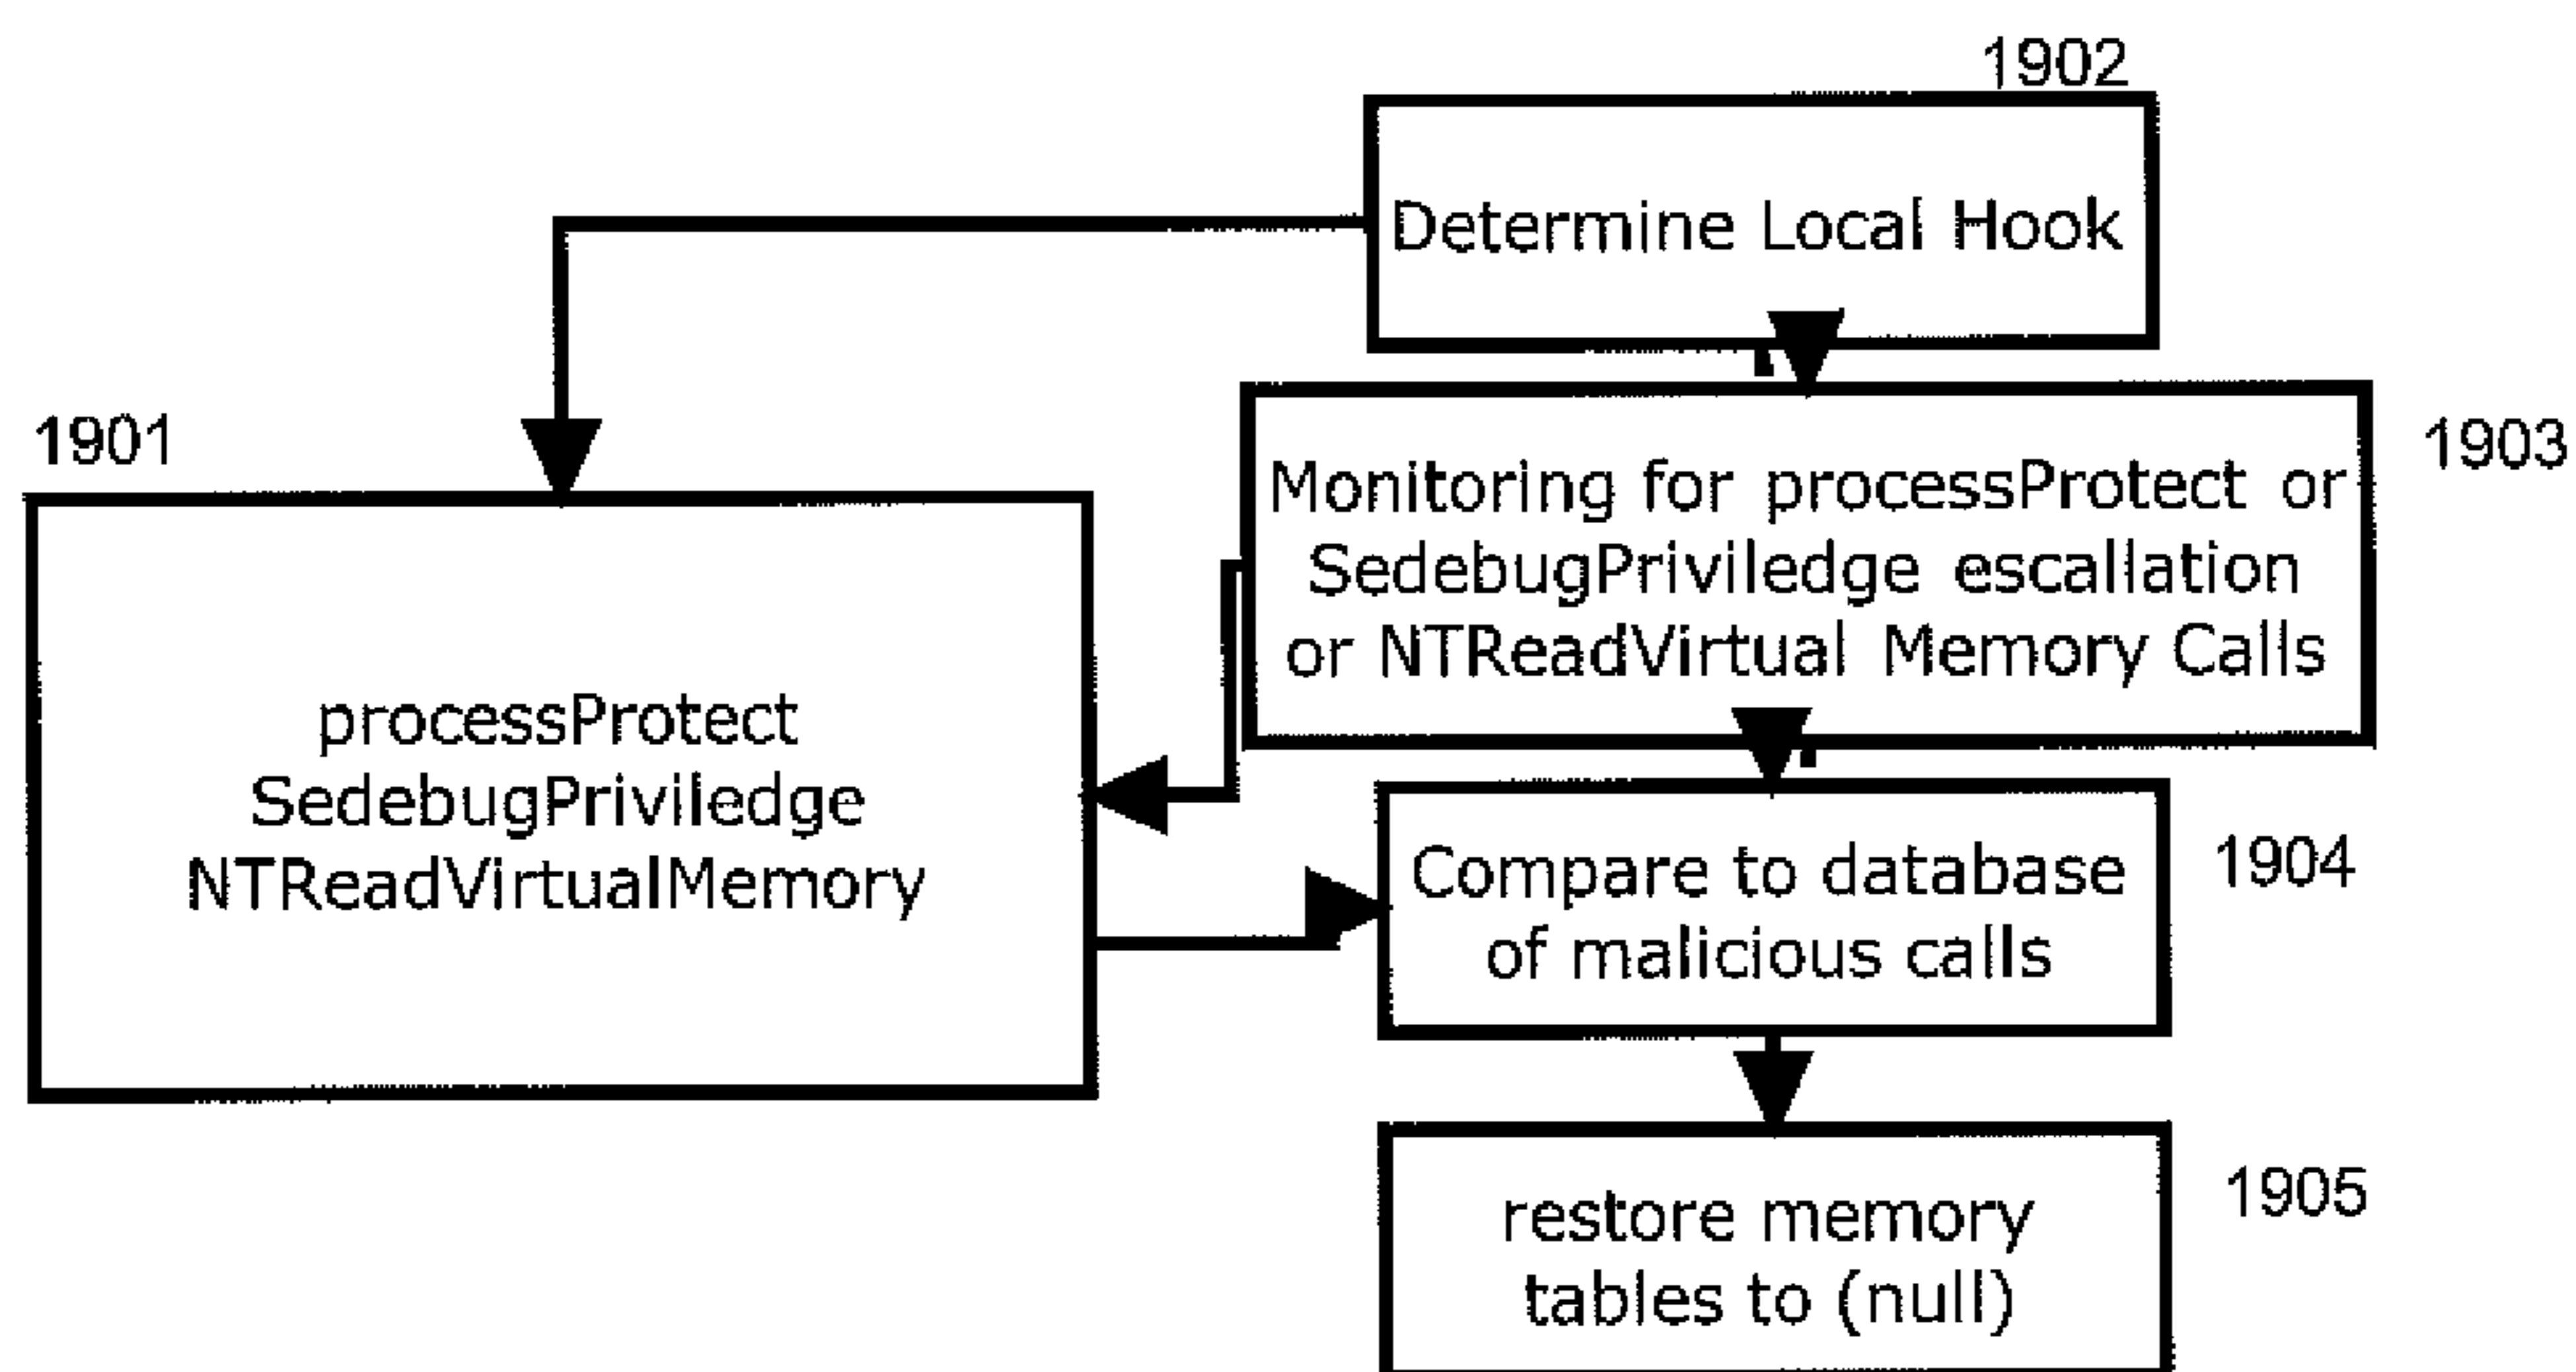 1902
Determine Local Hook
1901
1903
Monitoring for processProtect or
SedebugPriviledge escallation
or NTReadVirtual Memory Calls
processProtect
SedebugPriviledge
NTReadVirtualMemory
1904
Compare to database
of malicious calls
1905
restore memory
tables to (null)